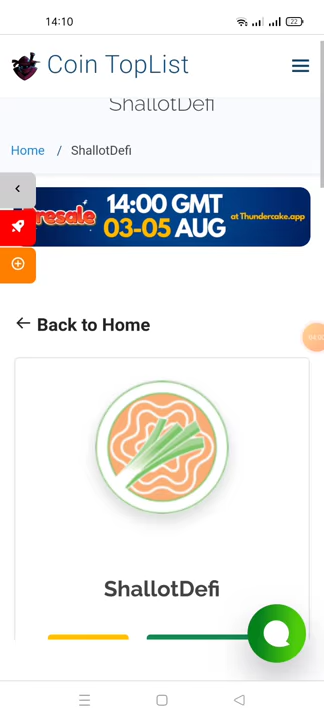 14:10
22
Coin TopList
ShallotDefi
Home / ShallotDefi
14:00 GMT
03-05 AUG
at Thundercake.app
Back to Home
ShallotDefi